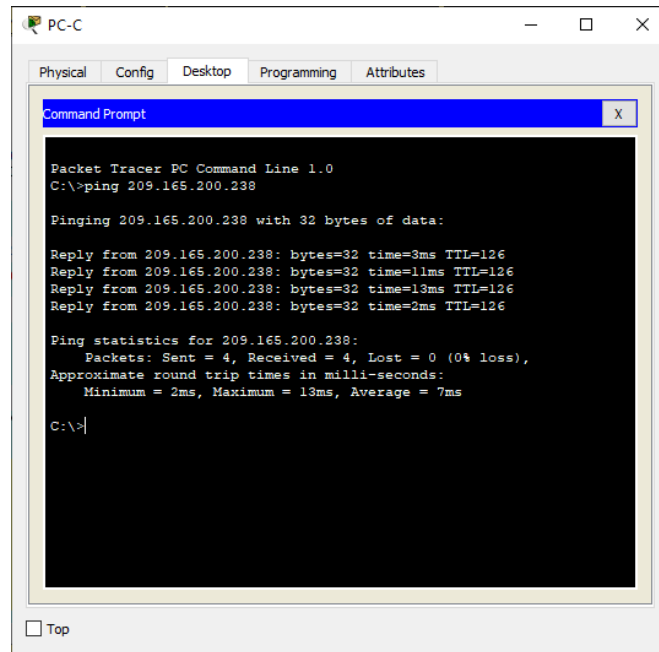 PC-C
Physical Config Desktop Programming Attributes
Command Prompt X
Packet Tracer PC Command Line 1.0
C:\>ping 209.165.200.238
Pinging 209.165.200.238 with 32 bytes of data:
Reply from 209.165.200.238: bytes=32 time=3ms TTL=126
Reply from 209.165.200.238: bytes=32 time=11ms TTL=126
Reply from 209.165.200.238: bytes=32 time=13ms TTL=126
Reply from 209.165.200.238: bytes=32 time=2ms TTL=126
Ping statistics for 209.165.200.238:
Packets: Sent = 4, Received = 4, Lost = 0 (0% loss),
Approximate round trip times in milli-seconds:
Minimum = 2ms, Maximum = 13ms, Average = 7ms
C:\>
Top